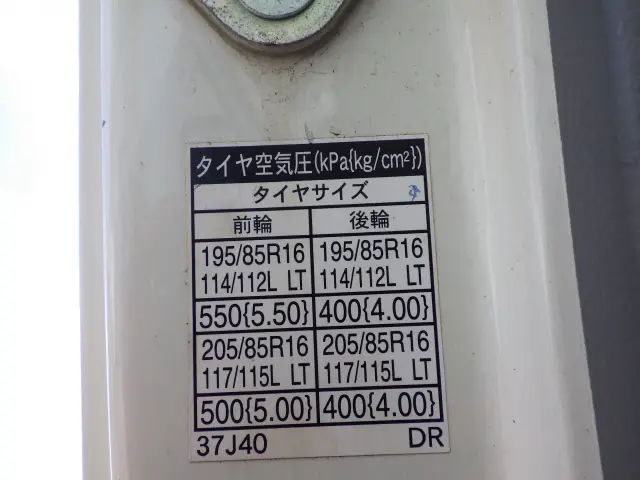 タイヤ空気圧(kPa{kg/cm²})
タイヤサイズ
前輪 後輪
195/85R16 195/85R16
114/112L LT 114/112L LT
550{5.50} 400{4.00}
205/85R16 205/85R16
117/115L LT 117/115L LT
500{5.00} 400{4.00}
37J40 DR